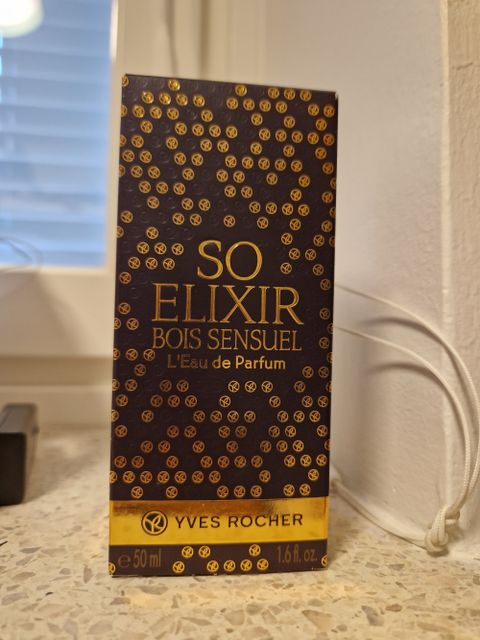 SO
ELIXIR
BOIS SENSUEL
L'Eau de Parfum
YVES ROCHER
℮50 ml 1.6 fl. oz.